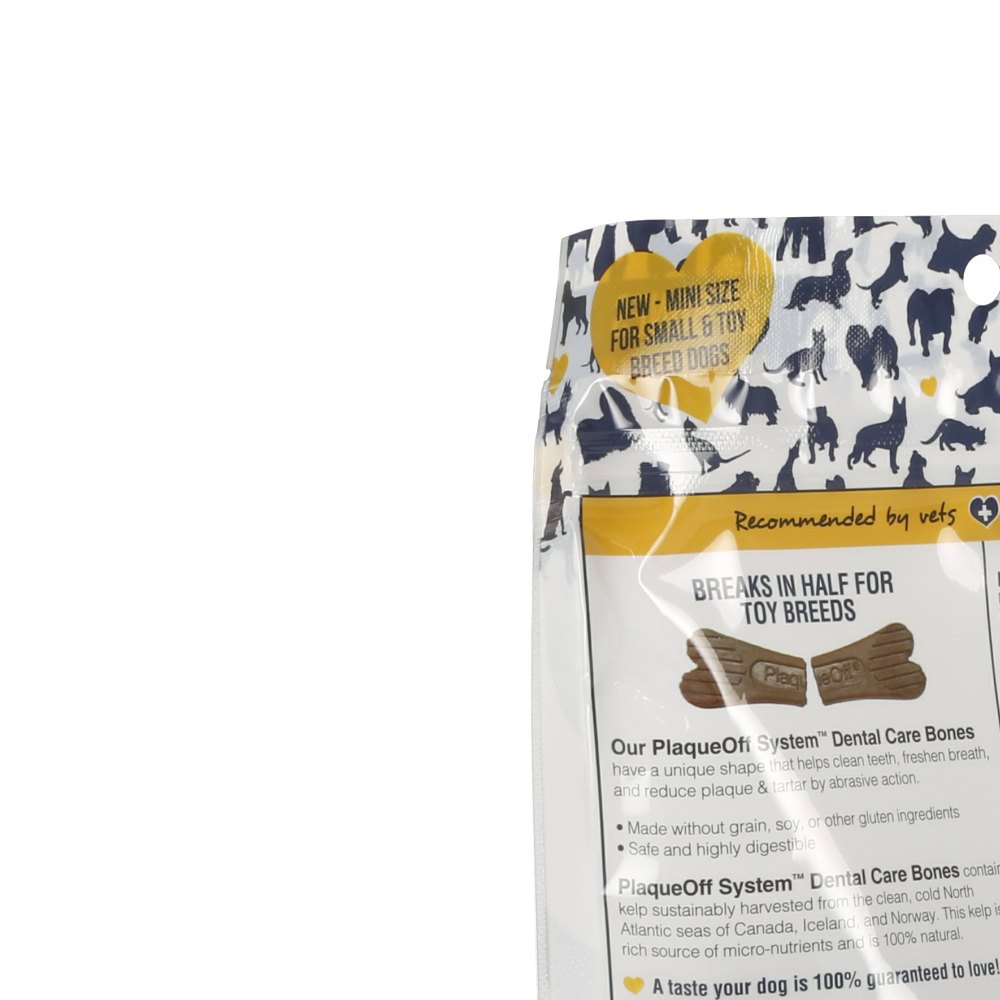 NEW - MINI SIZE
FOR SMALL & TOY
BREED DOGS
Recommended by vets
BREAKS IN HALF FOR
TOY BREEDS
PlaqueOff®
Our PlaqueOff System™ Dental Care Bones
have a unique shape that helps clean teeth, freshen breath,
and reduce plaque & tartar by abrasive action.
• Made without grain, soy, or other gluten ingredients
• Safe and highly digestible
PlaqueOff System™ Dental Care Bones contain
kelp sustainably harvested from the clean, cold North
Atlantic seas of Canada, Iceland, and Norway. This kelp is
rich source of micro-nutrients and is 100% natural.
A taste your dog is 100% guaranteed to love!